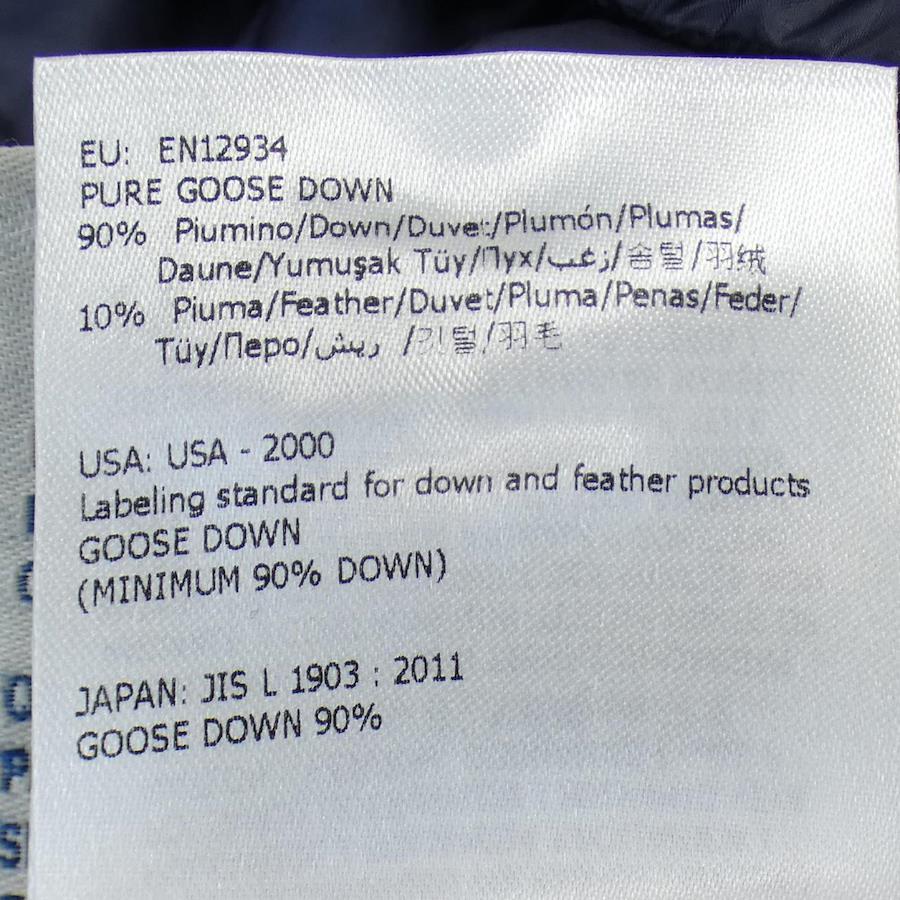 EU: EN12934
PURE GOOSE DOWN
90% Piumino/Down/Duvet/Plumón/Plumas/
Daune/Yumuşak Tüy/Пух/زغب/솜털/羽绒
10% Piuma/Feather/Duvet/Pluma/Penas/Feder/
Tüy/Перо/ريش /깃털/羽毛
USA: USA - 2000
Labeling standard for down and feather products
GOOSE DOWN
(MINIMUM 90% DOWN)
JAPAN: JIS L 1903 : 2011
GOOSE DOWN 90%